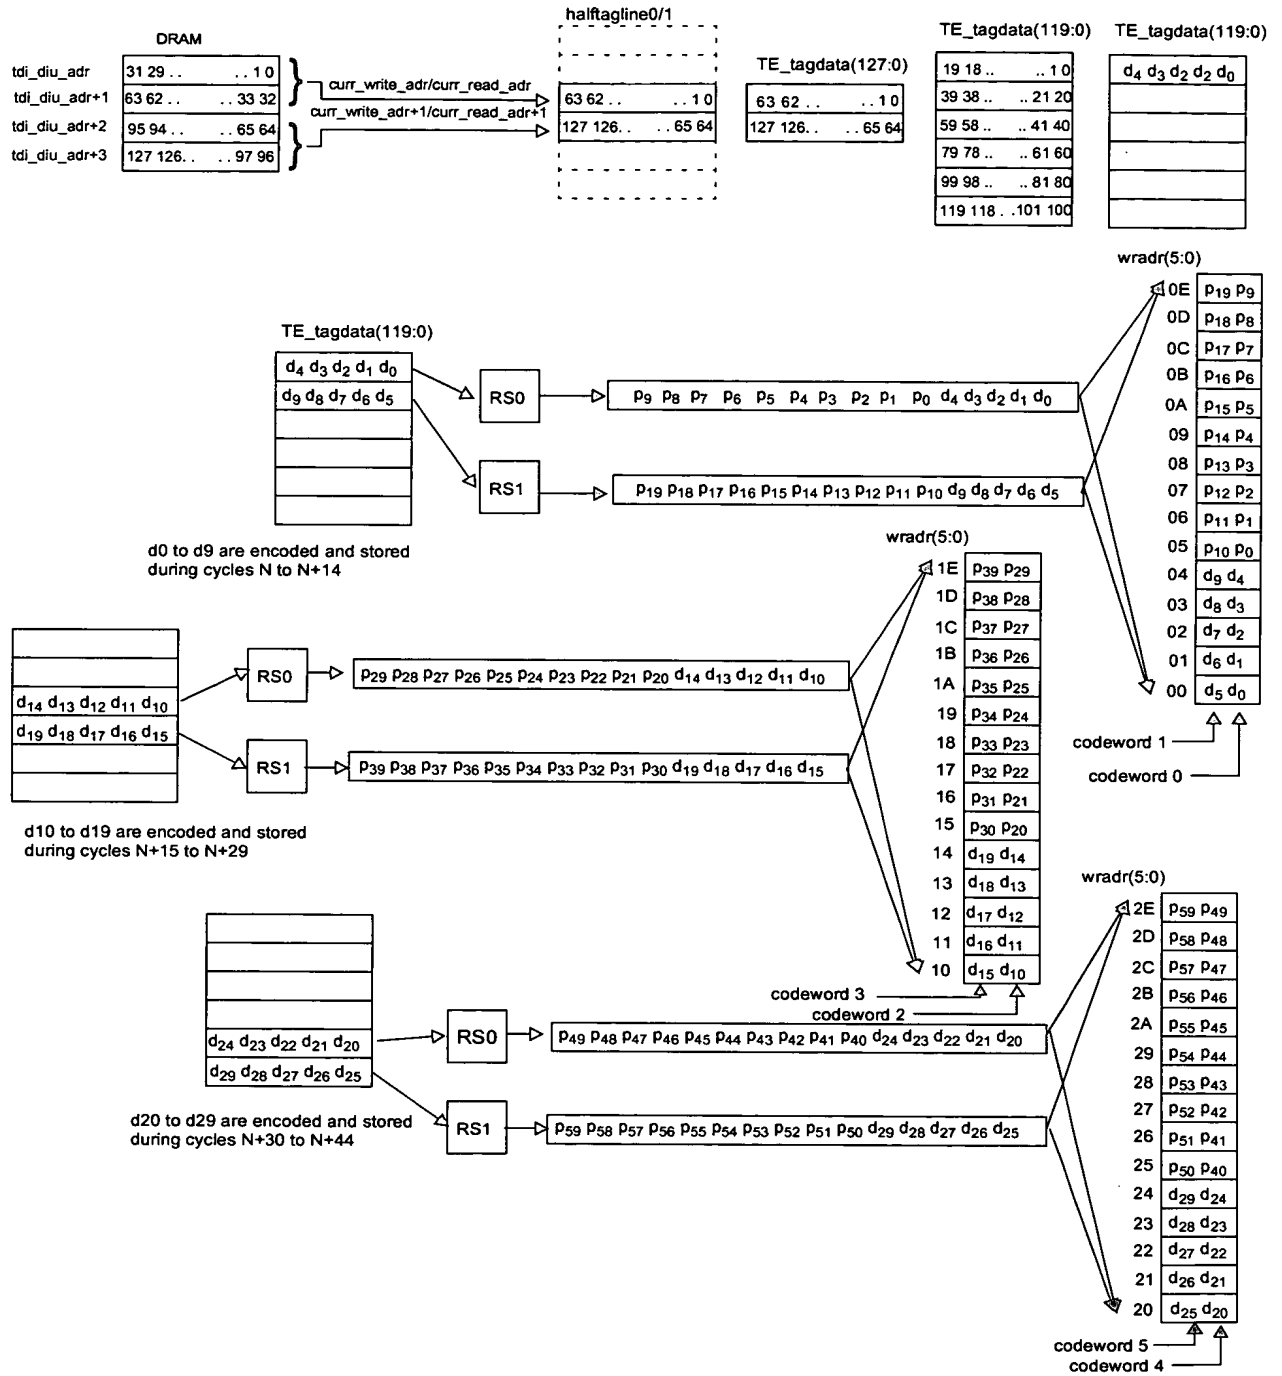 halftagline0/1
DRAM
TE_tagdata(127:0)
TE_tagdata(119:0)
TE_tagdata(119:0)
tdi_diu_adr
31 29 . . . . 1 0
tdi_diu_adr+1
63 62 . . . . 33 32
tdi_diu_adr+2
95 94 . . . . 65 64
tdi_diu_adr+3
127 126. . . . 97 96
curr_write_adr/curr_read_adr
curr_write_adr+1/curr_read_adr+1
63 62 . . . . 1 0
127 126. . . . 65 64
63 62 . . . . 1 0
127 126. . . . 65 64
19 18 .. .. 1 0
39 38 .. .. 21 20
59 58 .. .. 41 40
79 78 .. .. 61 60
99 98 .. .. 81 80
119 118 . . 101 100
d4 d3 d2 d2 d0
TE_tagdata(119:0)
d4 d3 d2 d1 d0
d9 d8 d7 d6 d5
RS0
RS1
p9 p8 p7 p6 p5 p4 p3 p2 p1 p0 d4 d3 d2 d1 d0
p19 p18 p17 p16 p15 p14 p13 p12 p11 p10 d9 d8 d7 d6 d5
d0 to d9 are encoded and stored
during cycles N to N+14
wradr(5:0)
0E p19 p9
0D p18 p8
0C p17 p7
0B p16 p6
0A p15 p5
09 p14 p4
08 p13 p3
07 p12 p2
06 p11 p1
05 p10 p0
04 d9 d4
03 d8 d3
02 d7 d2
01 d6 d1
00 d5 d0
codeword 1
codeword 0
d14 d13 d12 d11 d10
d19 d18 d17 d16 d15
RS0
RS1
p29 p28 p27 p26 p25 p24 p23 p22 p21 p20 d14 d13 d12 d11 d10
p39 p38 p37 p36 p35 p34 p33 p32 p31 p30 d19 d18 d17 d16 d15
d10 to d19 are encoded and stored
during cycles N+15 to N+29
wradr(5:0)
1E p39 p29
1D p38 p28
1C p37 p27
1B p36 p26
1A p35 p25
19 p34 p24
18 p33 p23
17 p32 p22
16 p31 p21
15 p30 p20
14 d19 d14
13 d18 d13
12 d17 d12
11 d16 d11
10 d15 d10
codeword 3
codeword 2
d24 d23 d22 d21 d20
d29 d28 d27 d26 d25
RS0
RS1
p49 p48 p47 p46 p45 p44 p43 p42 p41 p40 d24 d23 d22 d21 d20
p59 p58 p57 p56 p55 p54 p53 p52 p51 p50 d29 d28 d27 d26 d25
d20 to d29 are encoded and stored
during cycles N+30 to N+44
wradr(5:0)
2E p59 p49
2D p58 p48
2C p57 p47
2B p56 p46
2A p55 p45
29 p54 p44
28 p53 p43
27 p52 p42
26 p51 p41
25 p50 p40
24 d29 d24
23 d28 d23
22 d27 d22
21 d26 d21
20 d25 d20
codeword 5
codeword 4